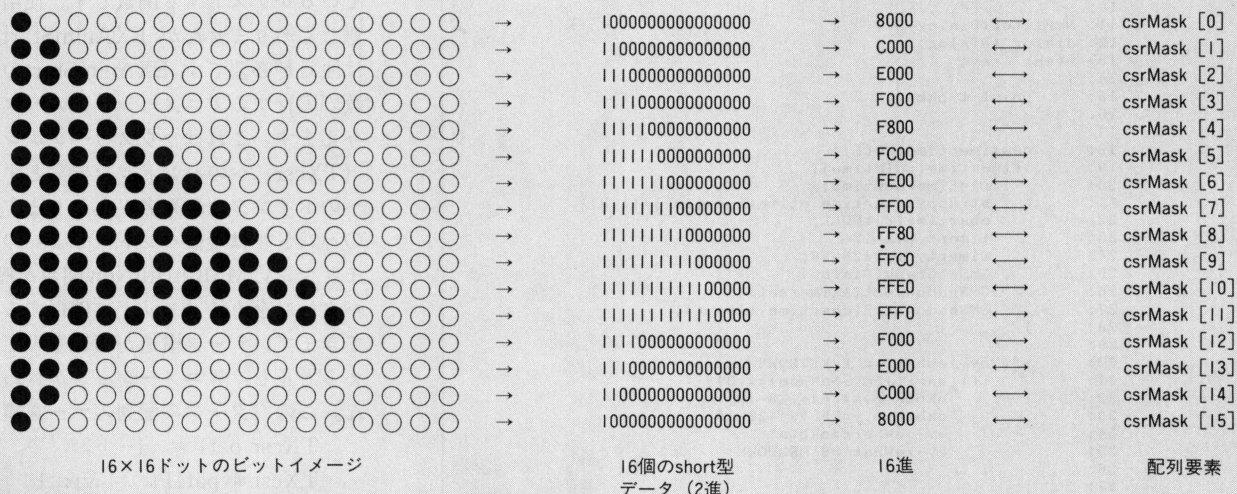 → 1000000000000000 → 8000 ←→ csrMask [0]
→ 1100000000000000 → C000 ←→ csrMask [1]
→ 1110000000000000 → E000 ←→ csrMask [2]
→ 1111000000000000 → F000 ←→ csrMask [3]
→ 1111100000000000 → F800 ←→ csrMask [4]
→ 1111110000000000 → FC00 ←→ csrMask [5]
→ 1111111000000000 → FE00 ←→ csrMask [6]
→ 1111111100000000 → FF00 ←→ csrMask [7]
→ 1111111110000000 → FF80 ←→ csrMask [8]
→ 1111111111000000 → FFC0 ←→ csrMask [9]
→ 1111111111100000 → FFE0 ←→ csrMask [10]
→ 1111111111110000 → FFF0 ←→ csrMask [11]
→ 1111000000000000 → F000 ←→ csrMask [12]
→ 1110000000000000 → E000 ←→ csrMask [13]
→ 1100000000000000 → C000 ←→ csrMask [14]
→ 1000000000000000 → 8000 ←→ csrMask [15]
16×16ドットのビットイメージ 16個のshort型 16進 配列要素
データ (2進)